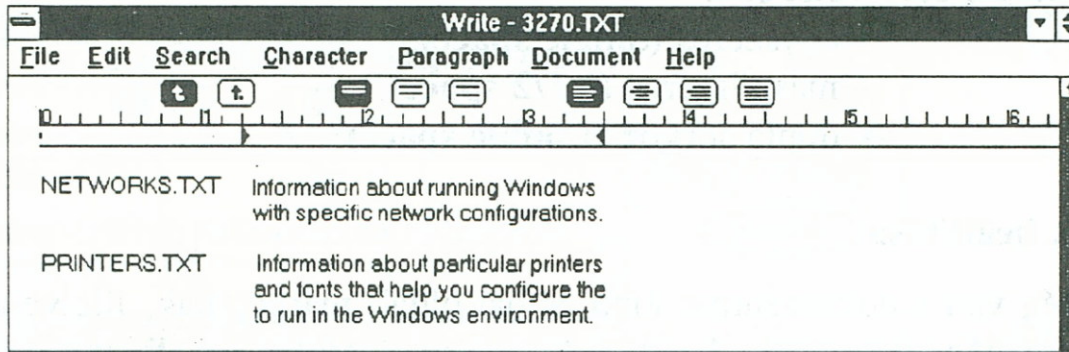 Write - 3270.TXT
File Edit Search Character Paragraph Document Help
0 1 2 3 4 5 6
NETWORKS.TXT Information about running Windows
with specific network configurations.
PRINTERS.TXT Information about particular printers
and fonts that help you configure the
to run in the Windows environment.